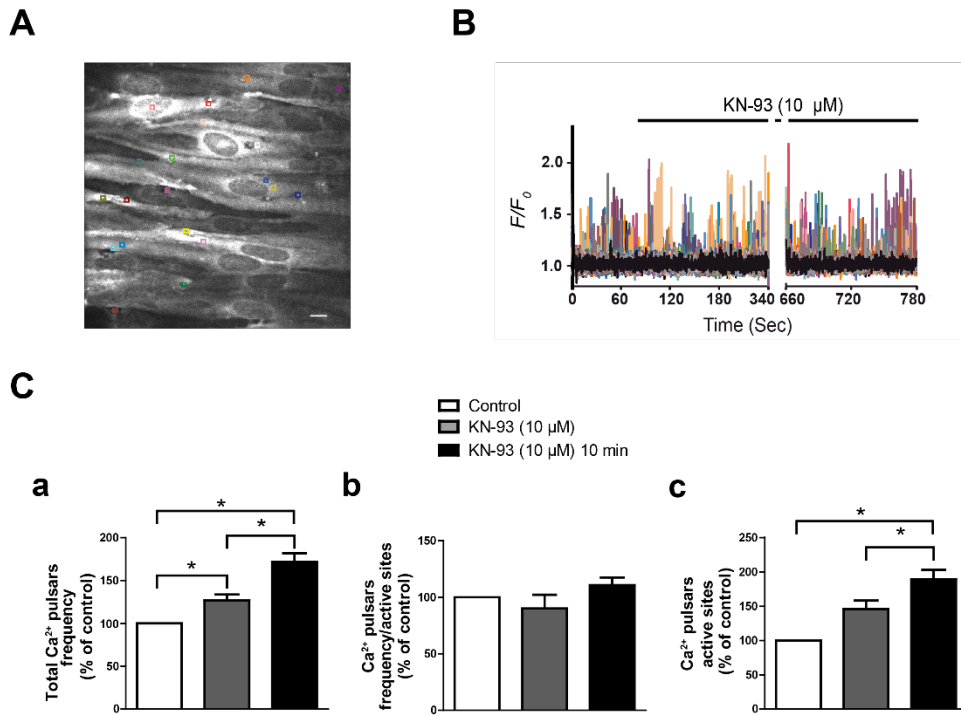 A
B
KN-93 (10 µM)
2.0
1.5
1.0
F/F0
0 60 120 180 340 660 720 780
Time (Sec)
C
Control
KN-93 (10 µM)
KN-93 (10 µM) 10 min
a
Total Ca²⁺ pulsars
frequency
(% of control)
200
150
100
50
0
*
*
*
b
Ca²⁺ pulsars
frequency/active sites
(% of control)
150
100
50
0
c
Ca²⁺ pulsars
active sites
(% of control)
250
200
150
100
50
0
*
*